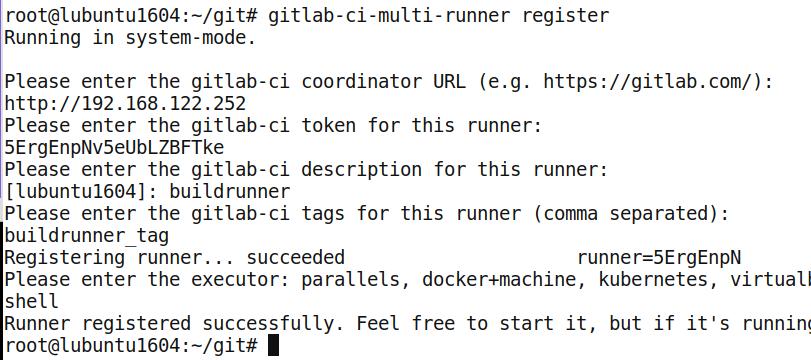 root@lubuntu1604:~/git# gitlab-ci-multi-runner register
Running in system-mode.
Please enter the gitlab-ci coordinator URL (e.g. https://gitlab.com/):
http://192.168.122.252
Please enter the gitlab-ci token for this runner:
5ErgEnpNv5eUbLZBFTke
Please enter the gitlab-ci description for this runner:
[lubuntu1604]: buildrunner
Please enter the gitlab-ci tags for this runner (comma separated):
buildrunner_tag
Registering runner... succeeded                     runner=5ErgEnpN
Please enter the executor: parallels, docker+machine, kubernetes,
shell
Runner registered successfully. Feel free to start it, but if it's running
root@lubuntu1604:~/git#